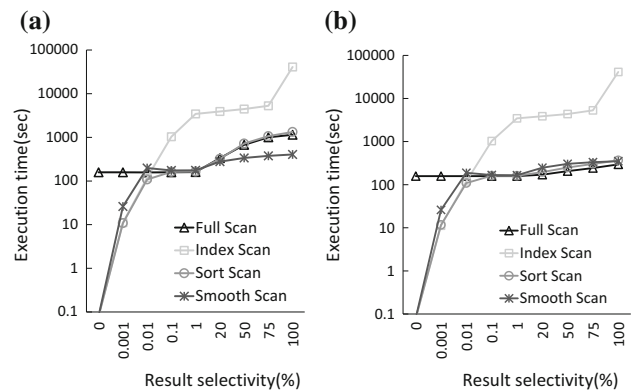 (a)
Execution time(sec)
100000
10000
1000
100
10
1
0.1
Full Scan
Index Scan
Sort Scan
Smooth Scan
0
0.001
0.01
0.1
1
20
50
75
100
Result selectivity(%)
(b)
Execution time(sec)
100000
10000
1000
100
10
1
0.1
Full Scan
Index Scan
Sort Scan
Smooth Scan
0
0.001
0.01
0.1
1
20
50
75
100
Result selectivity(%)